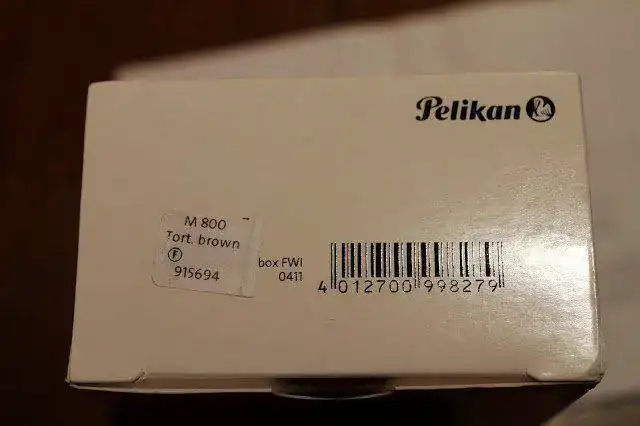 Pelikan
M 800
Tort. brown
F
915694
box FWI
0411
4 012700 998279